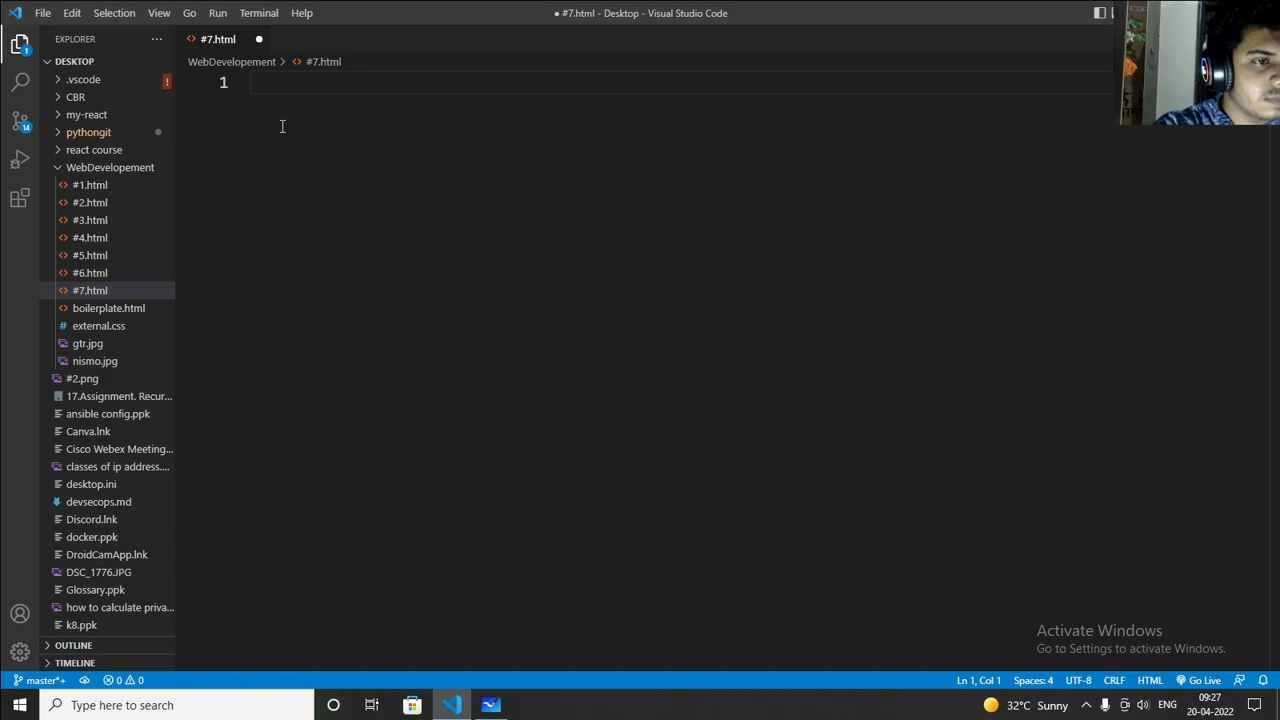 File Edit Selection View Go Run Terminal Help
● #7.html - Desktop - Visual Studio Code
EXPLORER ...
#7.html
DESKTOP
WebDevelopement > #7.html
1
.vscode
CBR
my-react
pythongit
react course
WebDevelopement
#1.html
#2.html
#3.html
#4.html
#5.html
#6.html
#7.html
boilerplate.html
# external.css
gtr.jpg
nismo.jpg
#2.png
17.Assignment. Recur...
ansible config.ppk
Canva.lnk
Cisco Webex Meeting...
classes of ip address....
desktop.ini
devsecops.md
Discord.lnk
docker.ppk
DroidCamApp.lnk
DSC_1776.JPG
Glossary.ppk
how to calculate priva...
k8.ppk
OUTLINE
TIMELINE
1
14
!
Activate Windows
Go to Settings to activate Windows.
master*+ 0 0
Ln 1, Col 1 Spaces: 4 UTF-8 CRLF HTML Go Live
Type here to search
32°C Sunny
ENG
09:27
20-04-2022